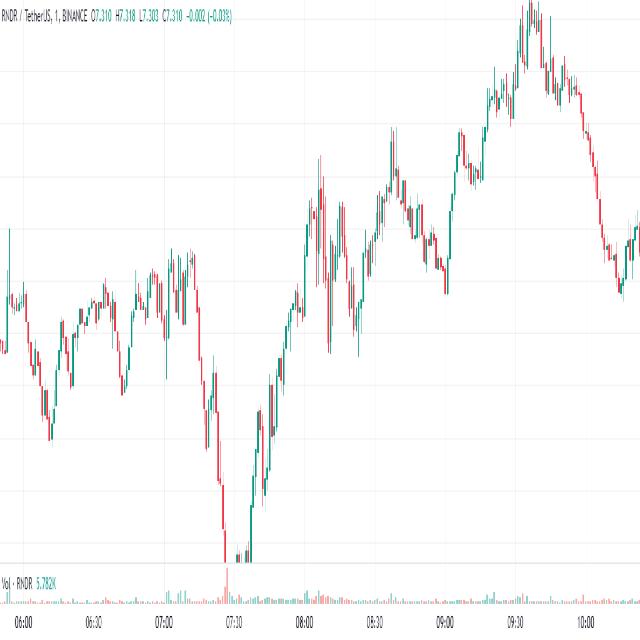 RNDR / TetherUS, 1, BINANCE O7.310 H7.318 L7.303 C7.310 -0.002 (-0.03%)
Vol · RNDR 5.782K
06:00 06:30 07:00 07:30 08:00 08:30 09:00 09:30 10:00